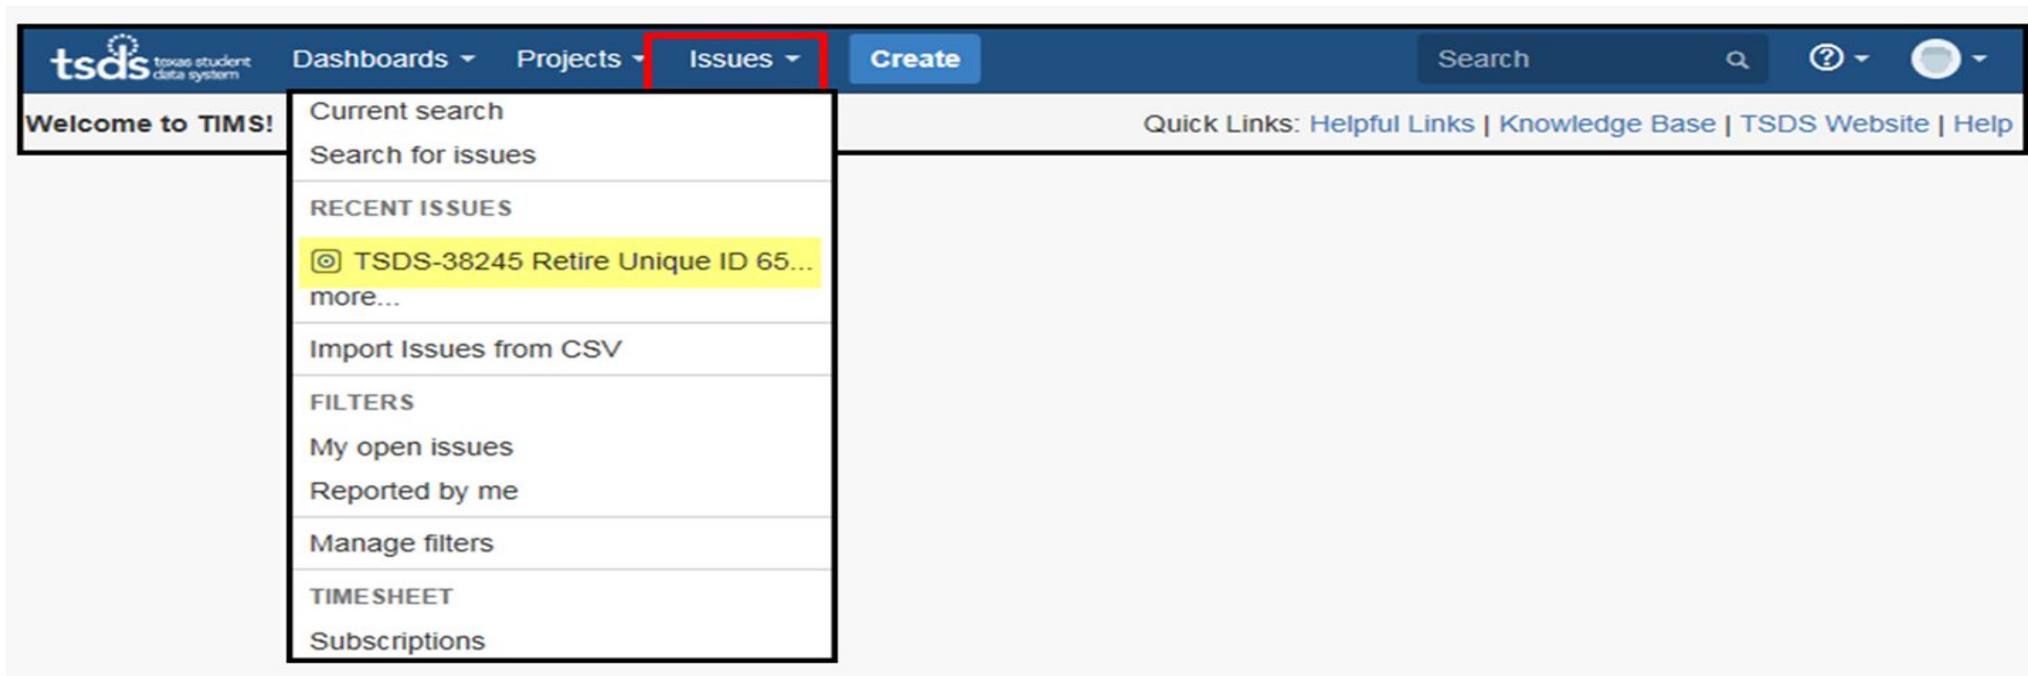 tsds texas student data system Dashboards Projects Issues Create Search
Welcome to TIMS! Quick Links: Helpful Links | Knowledge Base | TSDS Website | Help
Current search
Search for issues
RECENT ISSUES
TSDS-38245 Retire Unique ID 65...
more...
Import Issues from CSV
FILTERS
My open issues
Reported by me
Manage filters
TIMESHEET
Subscriptions